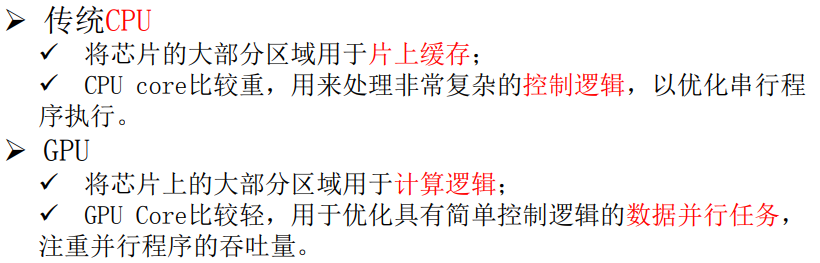 ➢ 传统CPU
✓ 将芯片的大部分区域用于片上缓存；
✓ CPU core比较重，用来处理非常复杂的控制逻辑，以优化串行程
序执行。
➢ GPU
✓ 将芯片上的大部分区域用于计算逻辑；
✓ GPU Core比较轻，用于优化具有简单控制逻辑的数据并行任务，
注重并行程序的吞吐量。